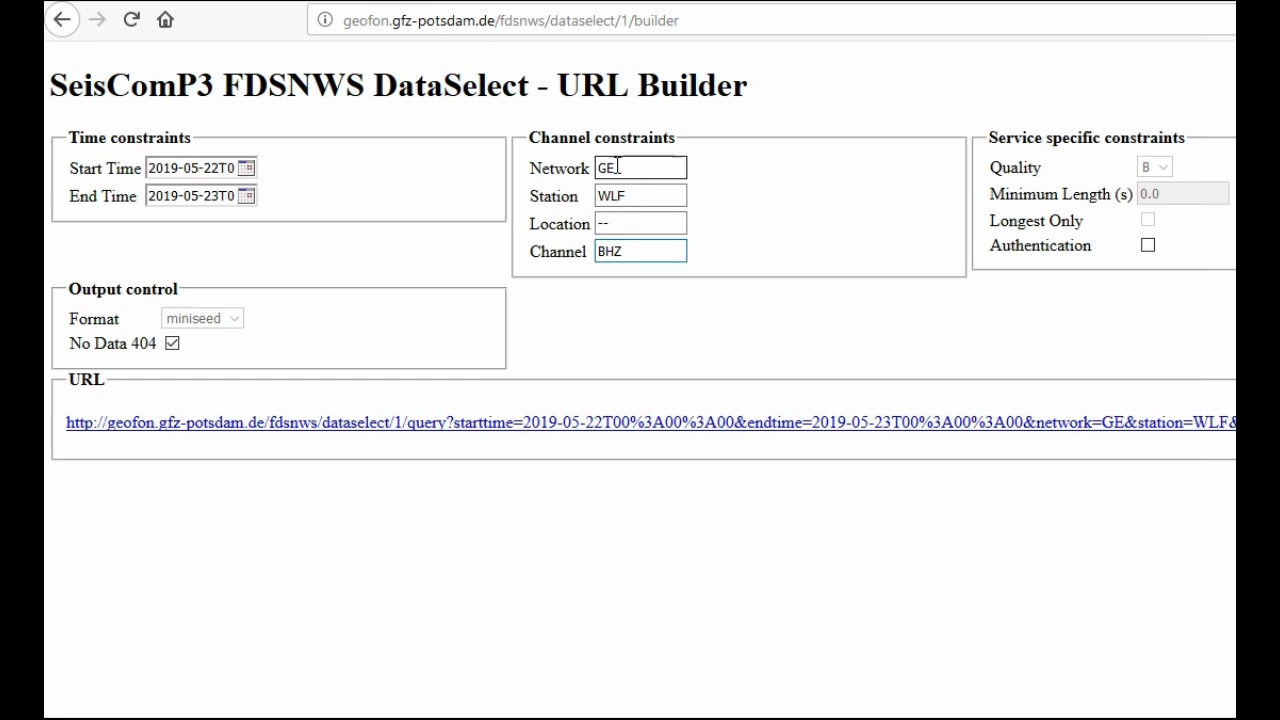 geofon.gfz-potsdam.de/fdsnws/dataselect/1/builder
SeisComP3 FDSNWS DataSelect - URL Builder
Time constraints
Start Time 2019-05-22T0
End Time 2019-05-23T0
Channel constraints
Network GE
Station WLF
Location --
Channel BHZ
Service specific constraints
Quality B
Minimum Length (s) 0.0
Longest Only
Authentication
Output control
Format miniseed
No Data 404
URL
http://geofon.gfz-potsdam.de/fdsnws/dataselect/1/query?starttime=2019-05-22T00%3A00%3A00&endtime=2019-05-23T00%3A00%3A00&network=GE&station=WLF&